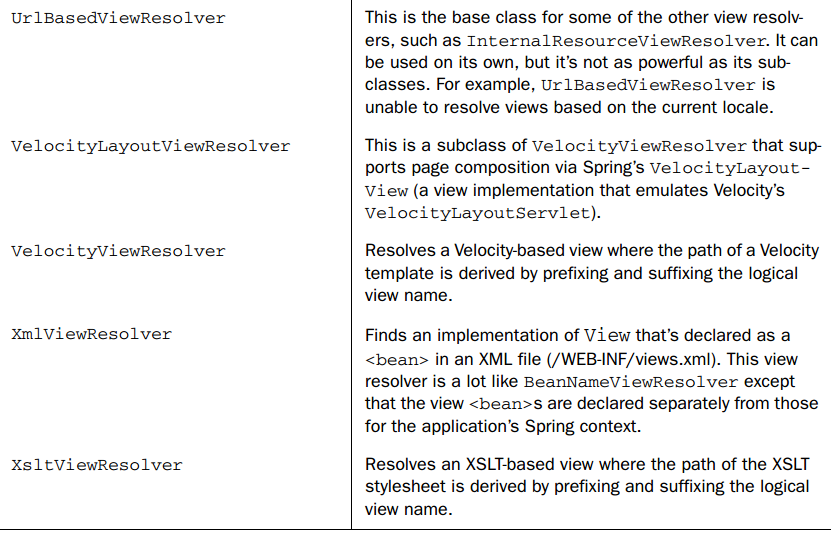 UrlBasedViewResolver
This is the base class for some of the other view resolv-
ers, such as InternalResourceViewResolver. It can
be used on its own, but it's not as powerful as its sub-
classes. For example, UrlBasedViewResolver is
unable to resolve views based on the current locale.
VelocityLayoutViewResolver
This is a subclass of VelocityViewResolver that sup-
ports page composition via Spring's VelocityLayout-
View (a view implementation that emulates Velocity's
VelocityLayoutServlet).
VelocityViewResolver
Resolves a Velocity-based view where the path of a Velocity
template is derived by prefixing and suffixing the logical
view name.
XmlViewResolver
Finds an implementation of View that's declared as a
<bean> in an XML file (/WEB-INF/views.xml). This view
resolver is a lot like BeanNameViewResolver except
that the view <bean>s are declared separately from those
for the application's Spring context.
XsltViewResolver
Resolves an XSLT-based view where the path of the XSLT
stylesheet is derived by prefixing and suffixing the logical
view name.